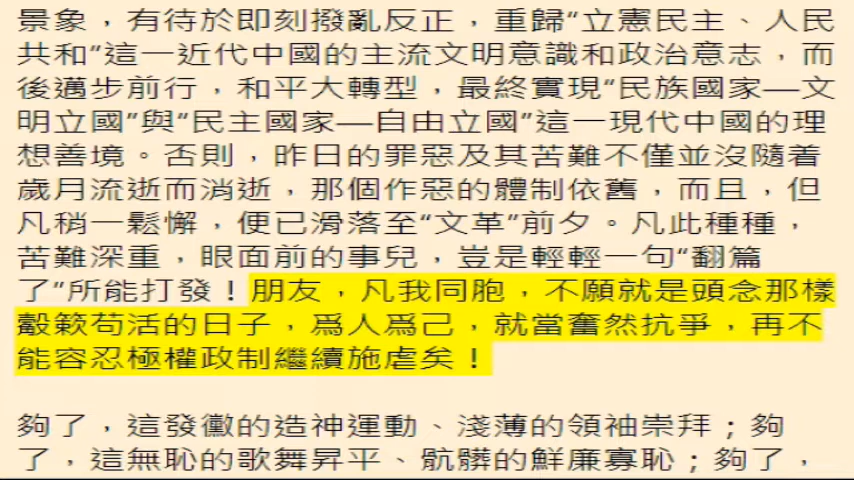 景象，有待於即刻撥亂反正，重歸“立憲民主、人民
共和”這一近代中國的主流文明意識和政治意志，而
後邁步前行，和平大轉型，最終實現“民族國家—文
明立國”與“民主國家—自由立國”這一現代中國的理
想善境。否則，昨日的罪惡及其苦難不僅並沒隨着
歲月流逝而消逝，那個作惡的體制依舊，而且，但
凡稍一鬆懈，便已滑落至“文革”前夕。凡此種種，
苦難深重，眼面前的事兒，豈是輕輕一句“翻篇
了”所能打發！朋友，凡我同胞，不願就是頭念那樣
觳簌苟活的日子，爲人爲己，就當奮然抗爭，再不
能容忍極權政制繼續施虐矣！
夠了，這發黴的造神運動、淺薄的領袖崇拜；夠
了，這無恥的歌舞昇平、骯髒的鮮廉寡恥；夠了，